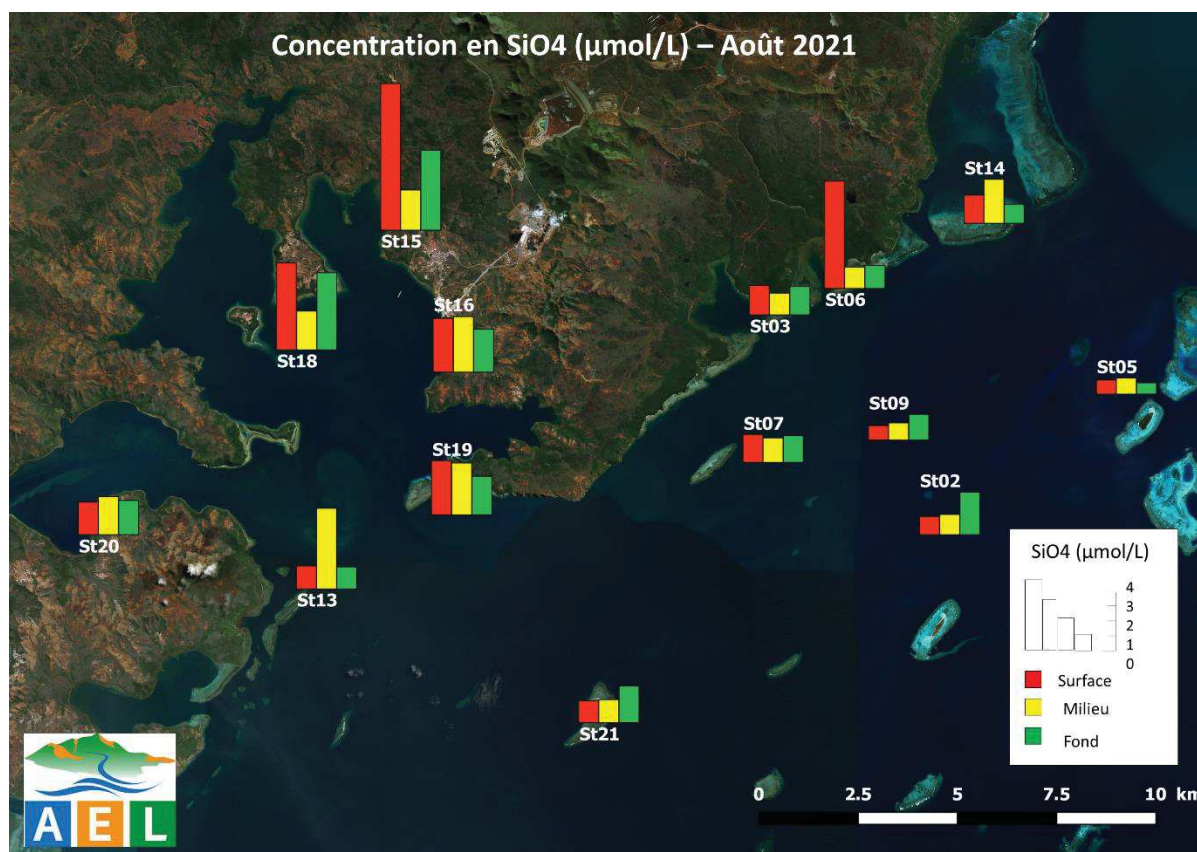 Concentration en SiO4 (µmol/L) – Août 2021
St14
St15
St06
St16
St03
St18
St05
St09
St07
St19
St02
St20
St13
SiO4 (µmol/L)
4
3
2
1
0
Surface
Milieu
Fond
St21
0 2.5 5 7.5 10 km
A E L